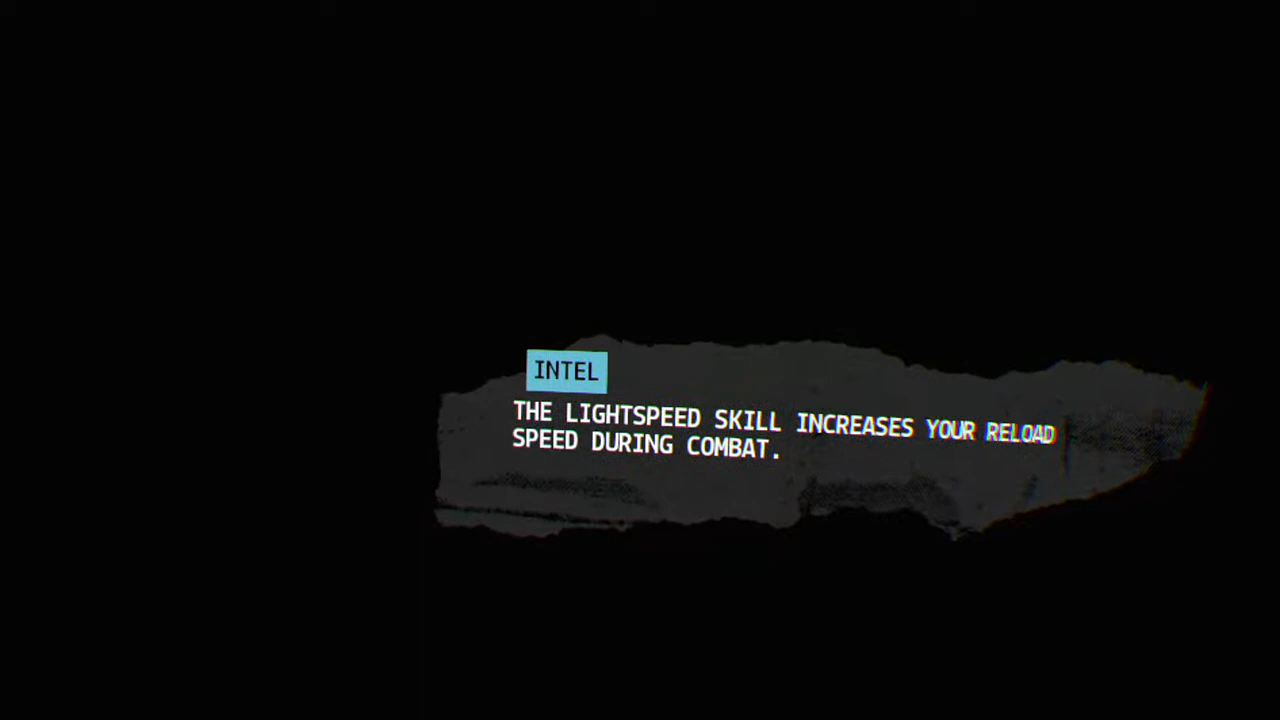 INTEL
THE LIGHTSPEED SKILL INCREASES YOUR RELOAD
SPEED DURING COMBAT.